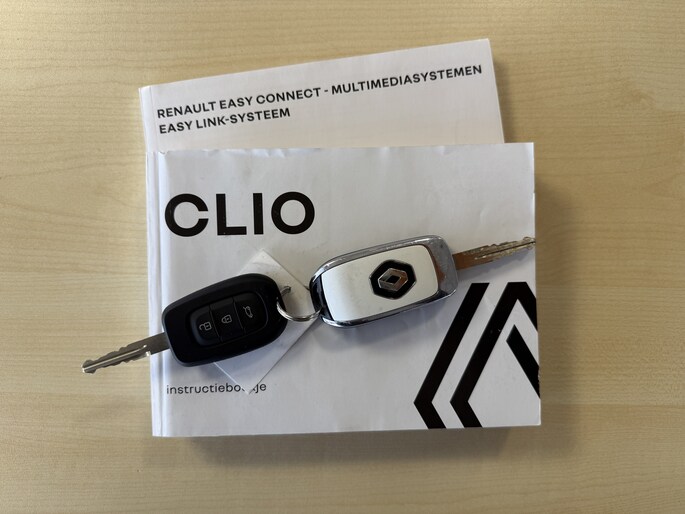 RENAULT EASY CONNECT - MULTIMEDIASYSTEMEN
EASY LINK-SYSTEEM
CLIO